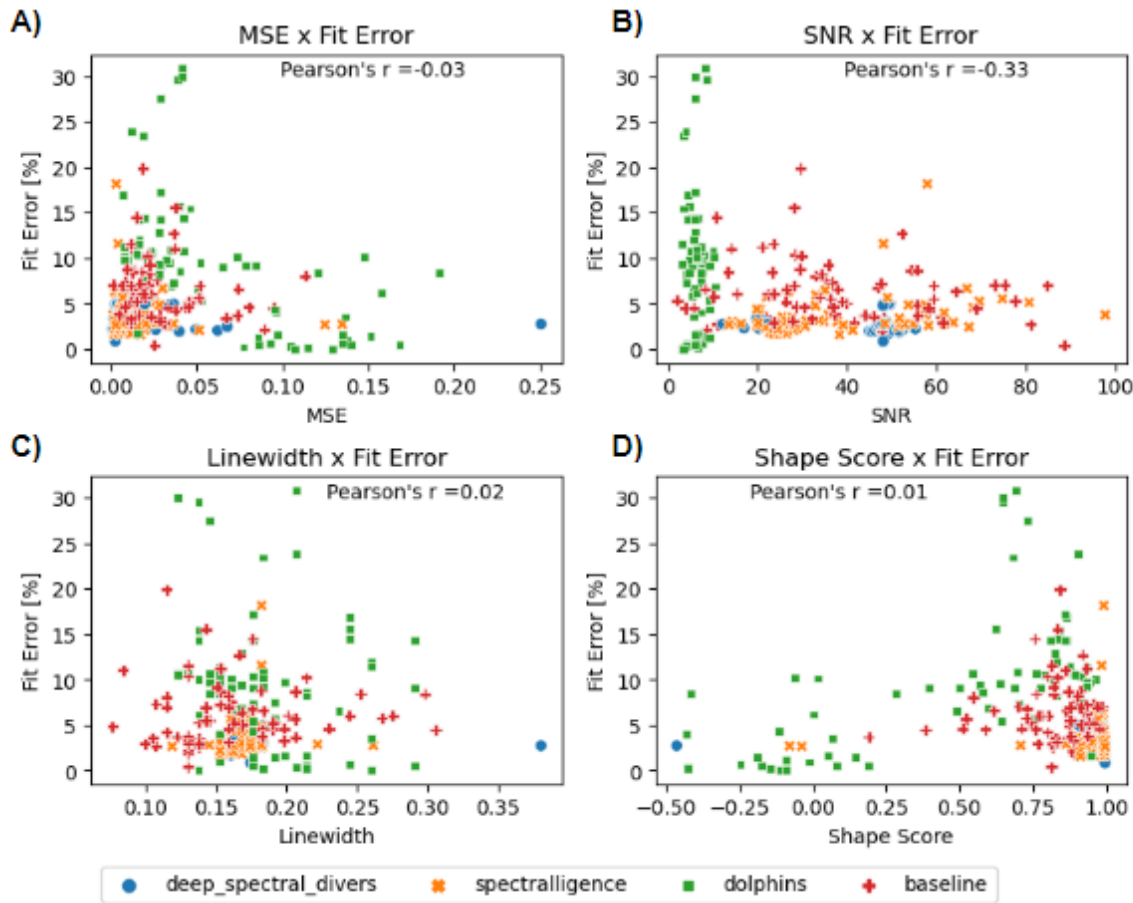 A)
MSE x Fit Error
Pearson's r =-0.03
Fit Error [%]
30
25
20
15
10
5
0
0.00 0.05 0.10 0.15 0.20 0.25
MSE
B)
SNR x Fit Error
Pearson's r =-0.33
Fit Error [%]
30
25
20
15
10
5
0
0 20 40 60 80 100
SNR
C)
Linewidth x Fit Error
Pearson's r =0.02
Fit Error [%]
30
25
20
15
10
5
0
0.10 0.15 0.20 0.25 0.30 0.35
Linewidth
D)
Shape Score x Fit Error
Pearson's r =0.01
Fit Error [%]
30
25
20
15
10
5
0
−0.50 −0.25 0.00 0.25 0.50 0.75 1.00
Shape Score
deep_spectral_divers spectralligence dolphins baseline